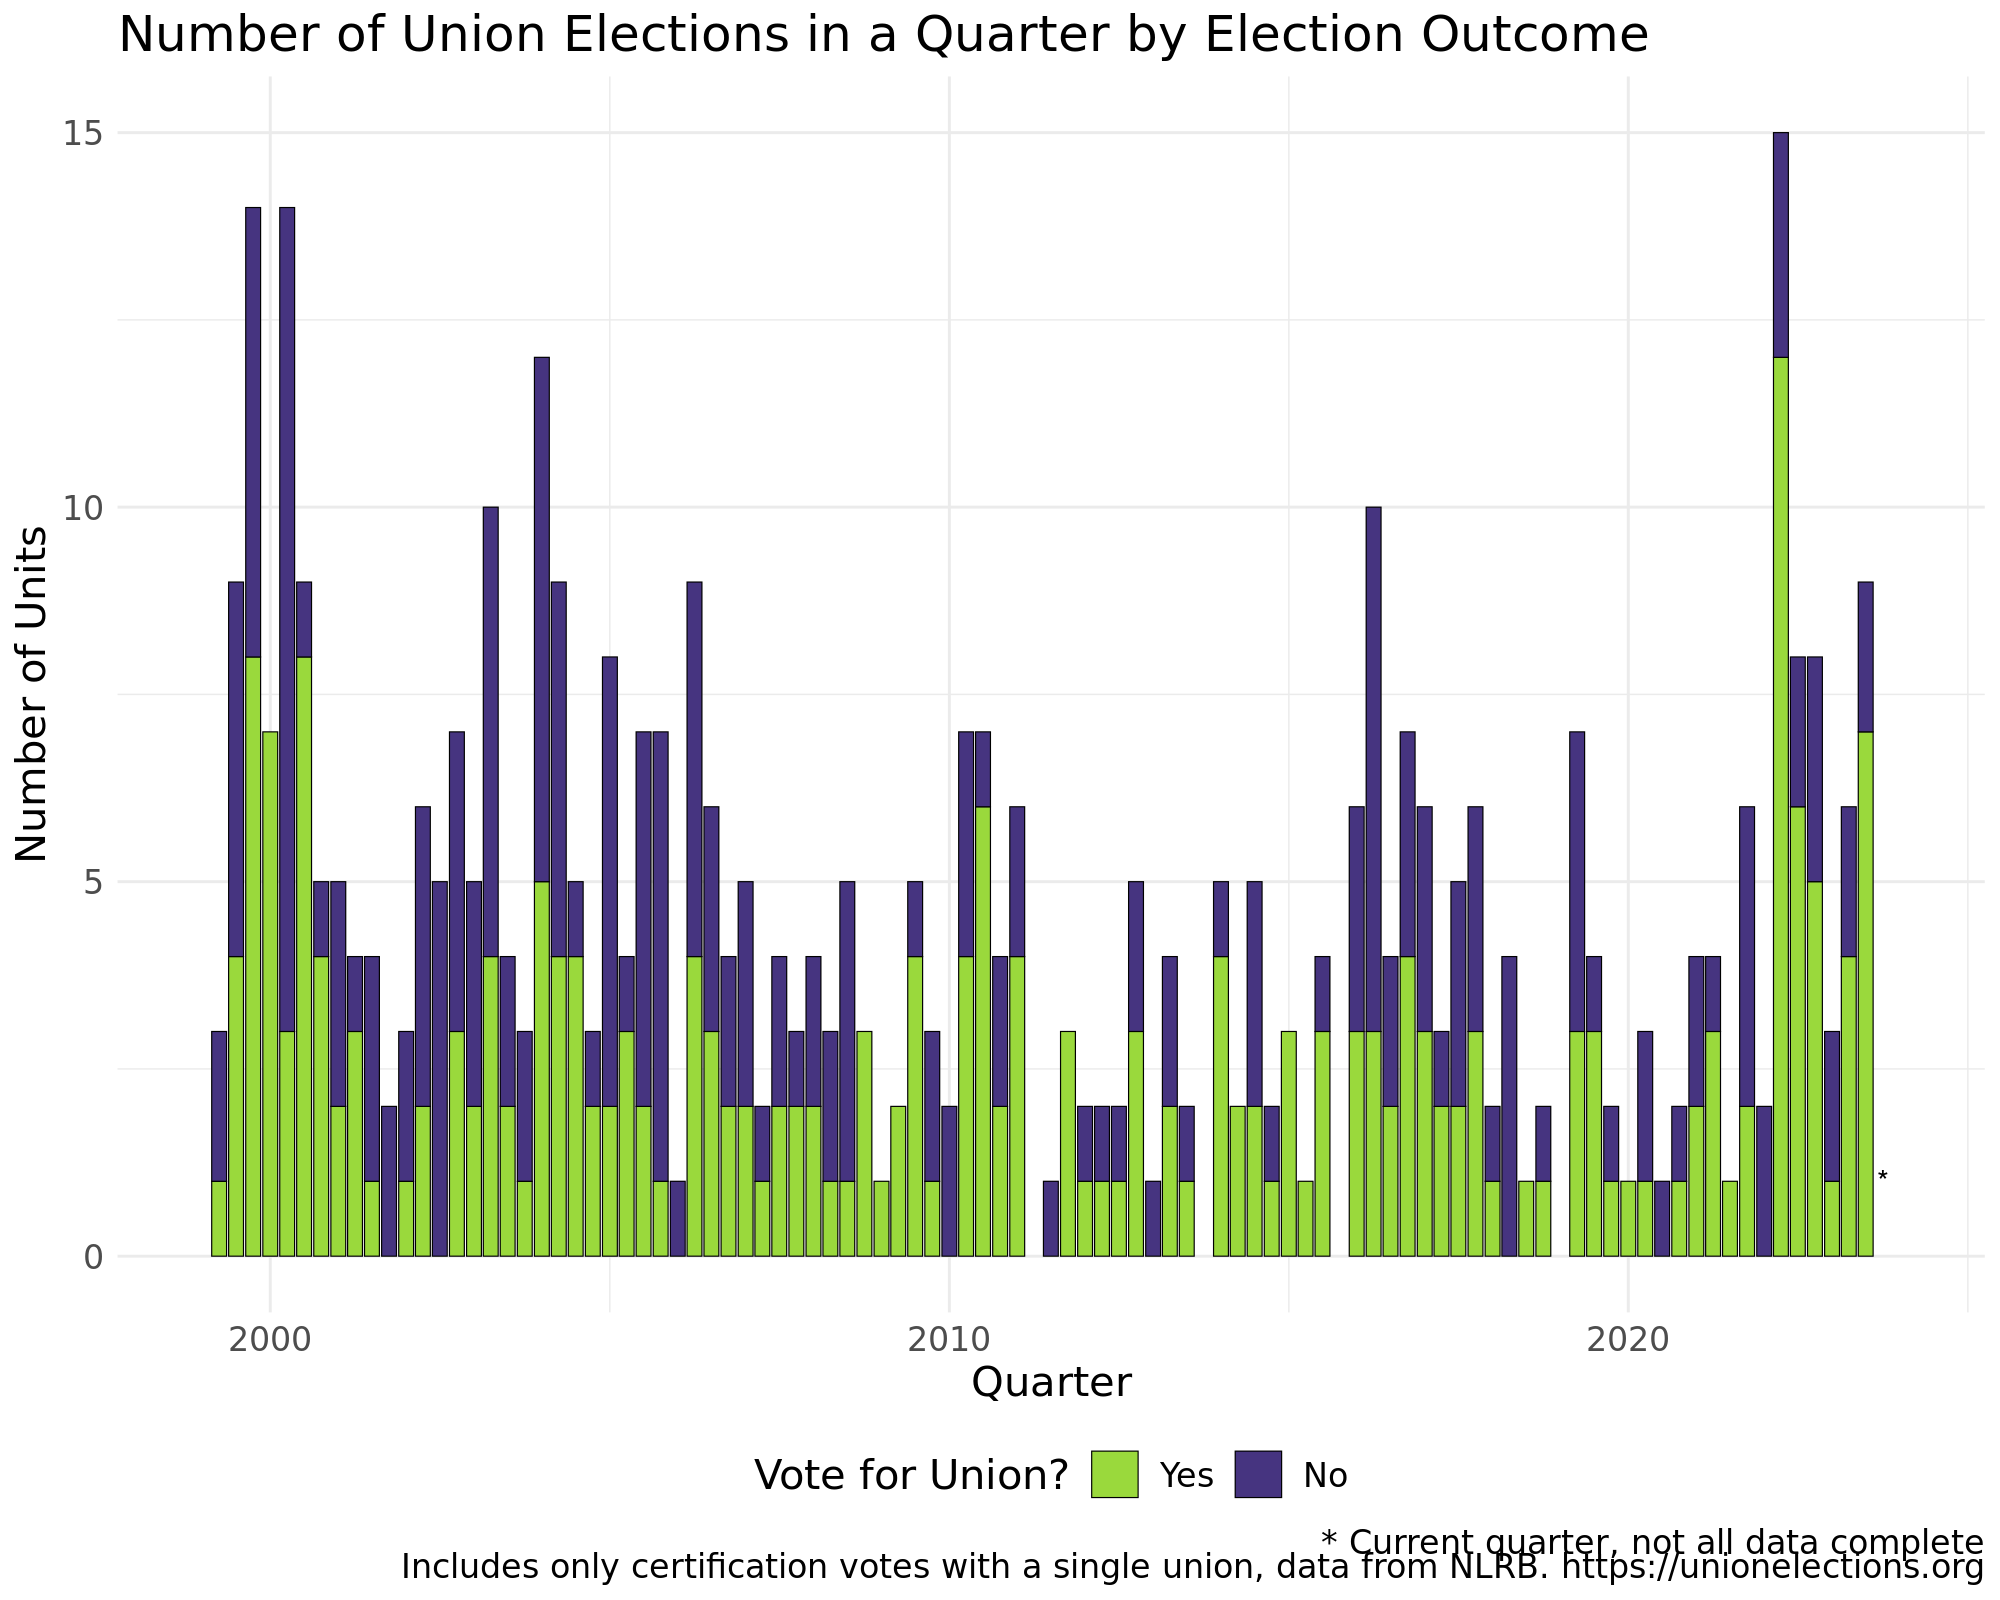 Number of Union Elections in a Quarter by Election Outcome
15
10
5
0
Number of Units
*
2000
2010
2020
Quarter
Vote for Union?
Yes
No
* Current quarter, not all data complete
Includes only certification votes with a single union, data from NLRB. https://unionelections.org